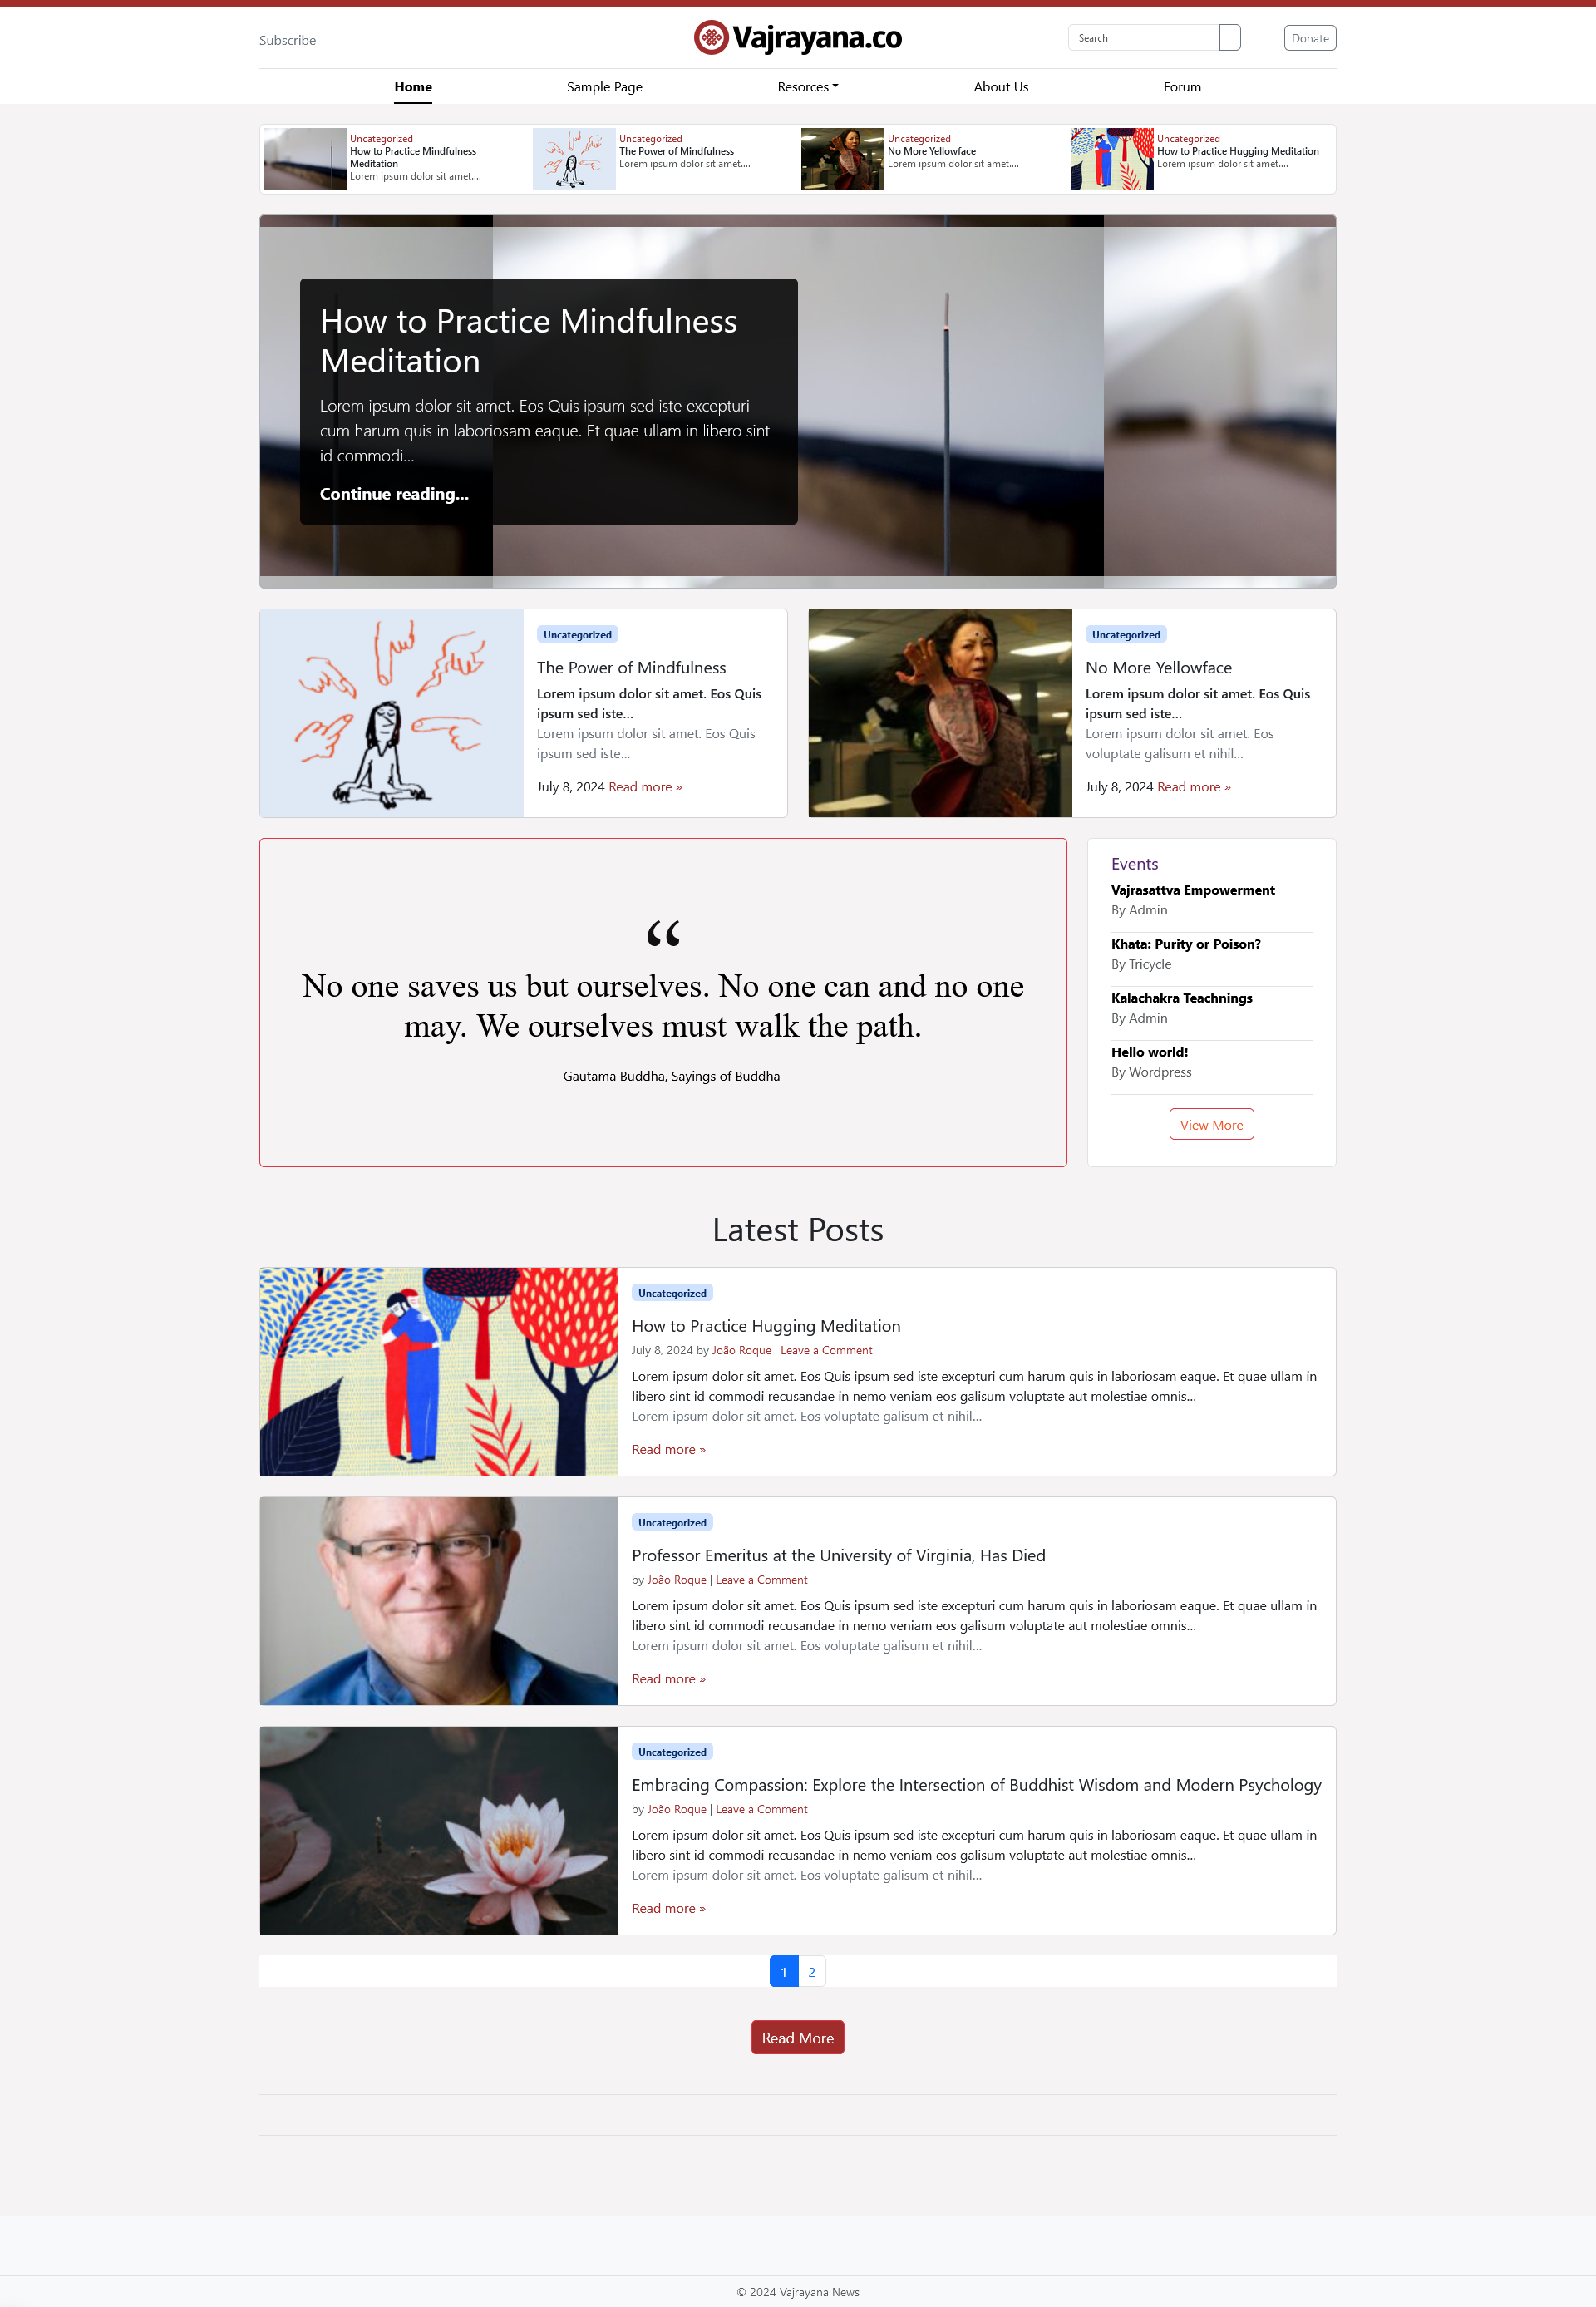 Subscribe
Vajrayana.co
Search
Donate
Home
Sample Page
Resorces
About Us
Forum
Uncategorized
How to Practice Mindfulness
Meditation
Lorem ipsum dolor sit amet....
Uncategorized
The Power of Mindfulness
Lorem ipsum dolor sit amet....
Uncategorized
No More Yellowface
Lorem ipsum dolor sit amet....
Uncategorized
How to Practice Hugging Meditation
Lorem ipsum dolor sit amet....
How to Practice Mindfulness
Meditation
Lorem ipsum dolor sit amet. Eos Quis ipsum sed iste excepturi
cum harum quis in laboriosam eaque. Et quae ullam in libero sint
id commodi...
Continue reading...
Uncategorized
The Power of Mindfulness
Lorem ipsum dolor sit amet. Eos Quis
ipsum sed iste...
Lorem ipsum dolor sit amet. Eos Quis
ipsum sed iste...
July 8, 2024 Read more »
Uncategorized
No More Yellowface
Lorem ipsum dolor sit amet. Eos Quis
ipsum sed iste...
Lorem ipsum dolor sit amet. Eos
voluptate galisum et nihil...
July 8, 2024 Read more »
“
No one saves us but ourselves. No one can and no one
may. We ourselves must walk the path.
— Gautama Buddha, Sayings of Buddha
Events
Vajrasattva Empowerment
By Admin
Khata: Purity or Poison?
By Tricycle
Kalachakra Teachnings
By Admin
Hello world!
By Wordpress
View More
Latest Posts
Uncategorized
How to Practice Hugging Meditation
July 8, 2024 by João Roque | Leave a Comment
Lorem ipsum dolor sit amet. Eos Quis ipsum sed iste excepturi cum harum quis in laboriosam eaque. Et quae ullam in
libero sint id commodi recusandae in nemo veniam eos galisum voluptate aut molestiae omnis...
Lorem ipsum dolor sit amet. Eos voluptate galisum et nihil...
Read more »
Uncategorized
Professor Emeritus at the University of Virginia, Has Died
by João Roque | Leave a Comment
Lorem ipsum dolor sit amet. Eos Quis ipsum sed iste excepturi cum harum quis in laboriosam eaque. Et quae ullam in
libero sint id commodi recusandae in nemo veniam eos galisum voluptate aut molestiae omnis...
Lorem ipsum dolor sit amet. Eos voluptate galisum et nihil...
Read more »
Uncategorized
Embracing Compassion: Explore the Intersection of Buddhist Wisdom and Modern Psychology
by João Roque | Leave a Comment
Lorem ipsum dolor sit amet. Eos Quis ipsum sed iste excepturi cum harum quis in laboriosam eaque. Et quae ullam in
libero sint id commodi recusandae in nemo veniam eos galisum voluptate aut molestiae omnis...
Lorem ipsum dolor sit amet. Eos voluptate galisum et nihil...
Read more »
1 2
Read More
© 2024 Vajrayana News